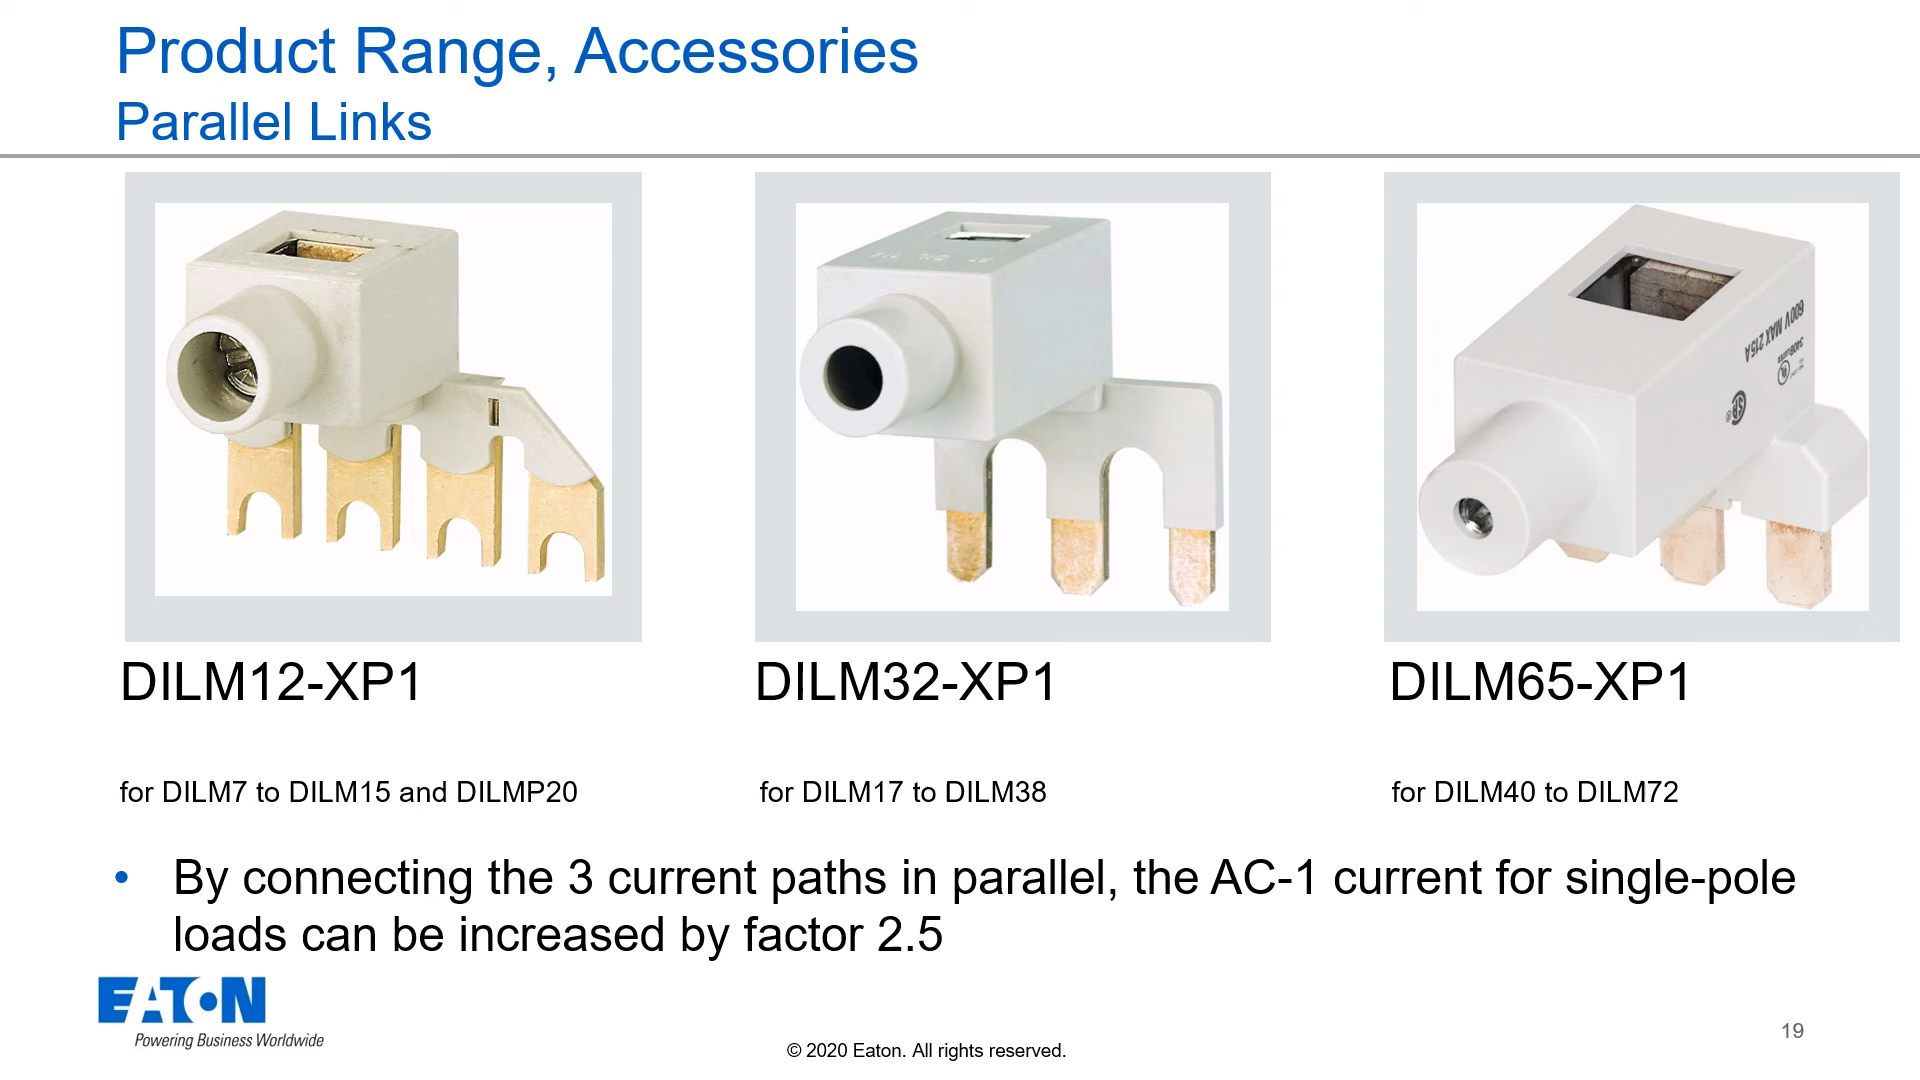 Product Range, Accessories
Parallel Links
600V MAX 215A
DILM12-XP1
DILM32-XP1
DILM65-XP1
for DILM7 to DILM15 and DILMP20
for DILM17 to DILM38
for DILM40 to DILM72
• By connecting the 3 current paths in parallel, the AC-1 current for single-pole
loads can be increased by factor 2.5
EATON
Powering Business Worldwide
© 2020 Eaton. All rights reserved.
19